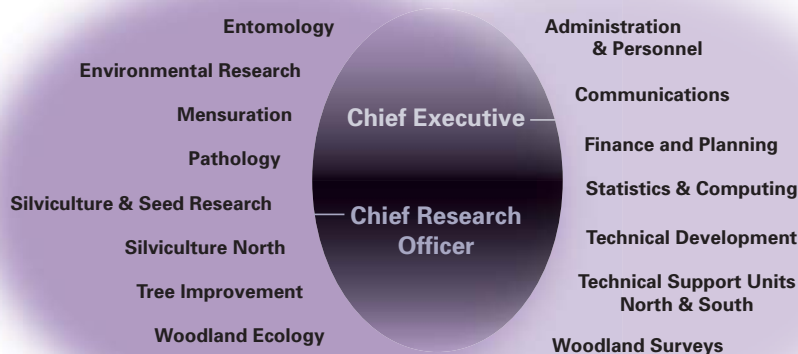 Entomology
Environmental Research
Mensuration
Pathology
Silviculture & Seed Research
Silviculture North
Tree Improvement
Woodland Ecology
Chief Executive
Chief Research
Officer
Administration
& Personnel
Communications
Finance and Planning
Statistics & Computing
Technical Development
Technical Support Units
North & South
Woodland Surveys